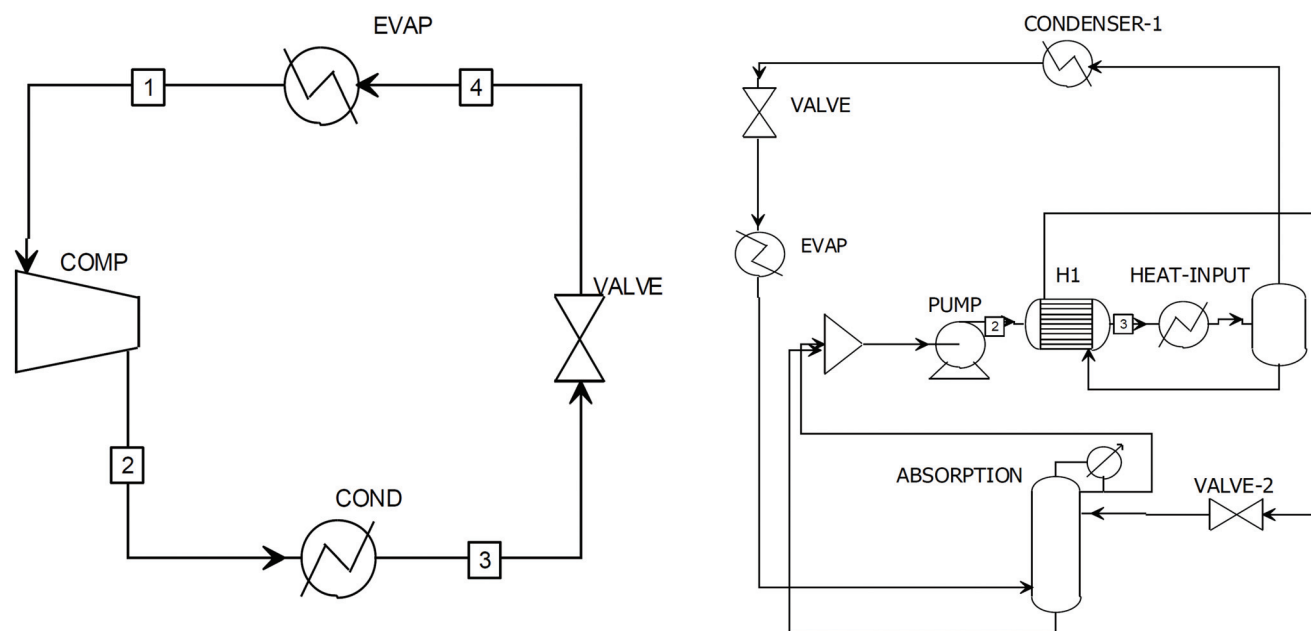 EVAP
1
4
COMP
VALVE
2
COND
3
CONDENSER-1
VALVE
EVAP
H1
HEAT-INPUT
PUMP
2
3
ABSORPTION
VALVE-2